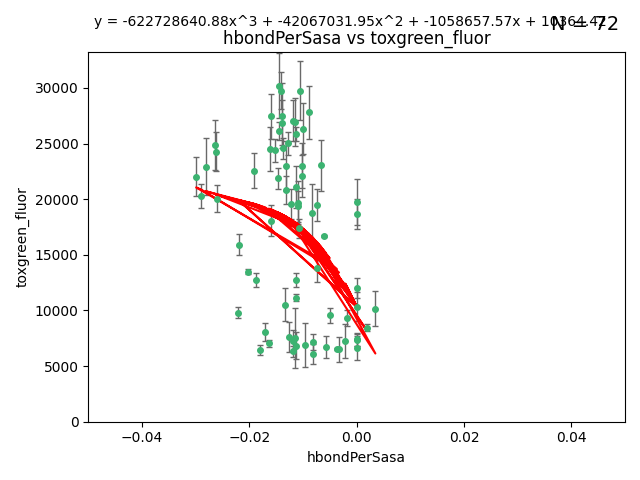 y = -622728640.88x^3 + -42067031.95x^2 + -1058657.57x + 10364.42
N = 72
hbondPerSasa vs toxgreen_fluor
30000
25000
20000
15000
10000
5000
0
toxgreen_fluor
−0.04
−0.02
0.00
0.02
0.04
hbondPerSasa